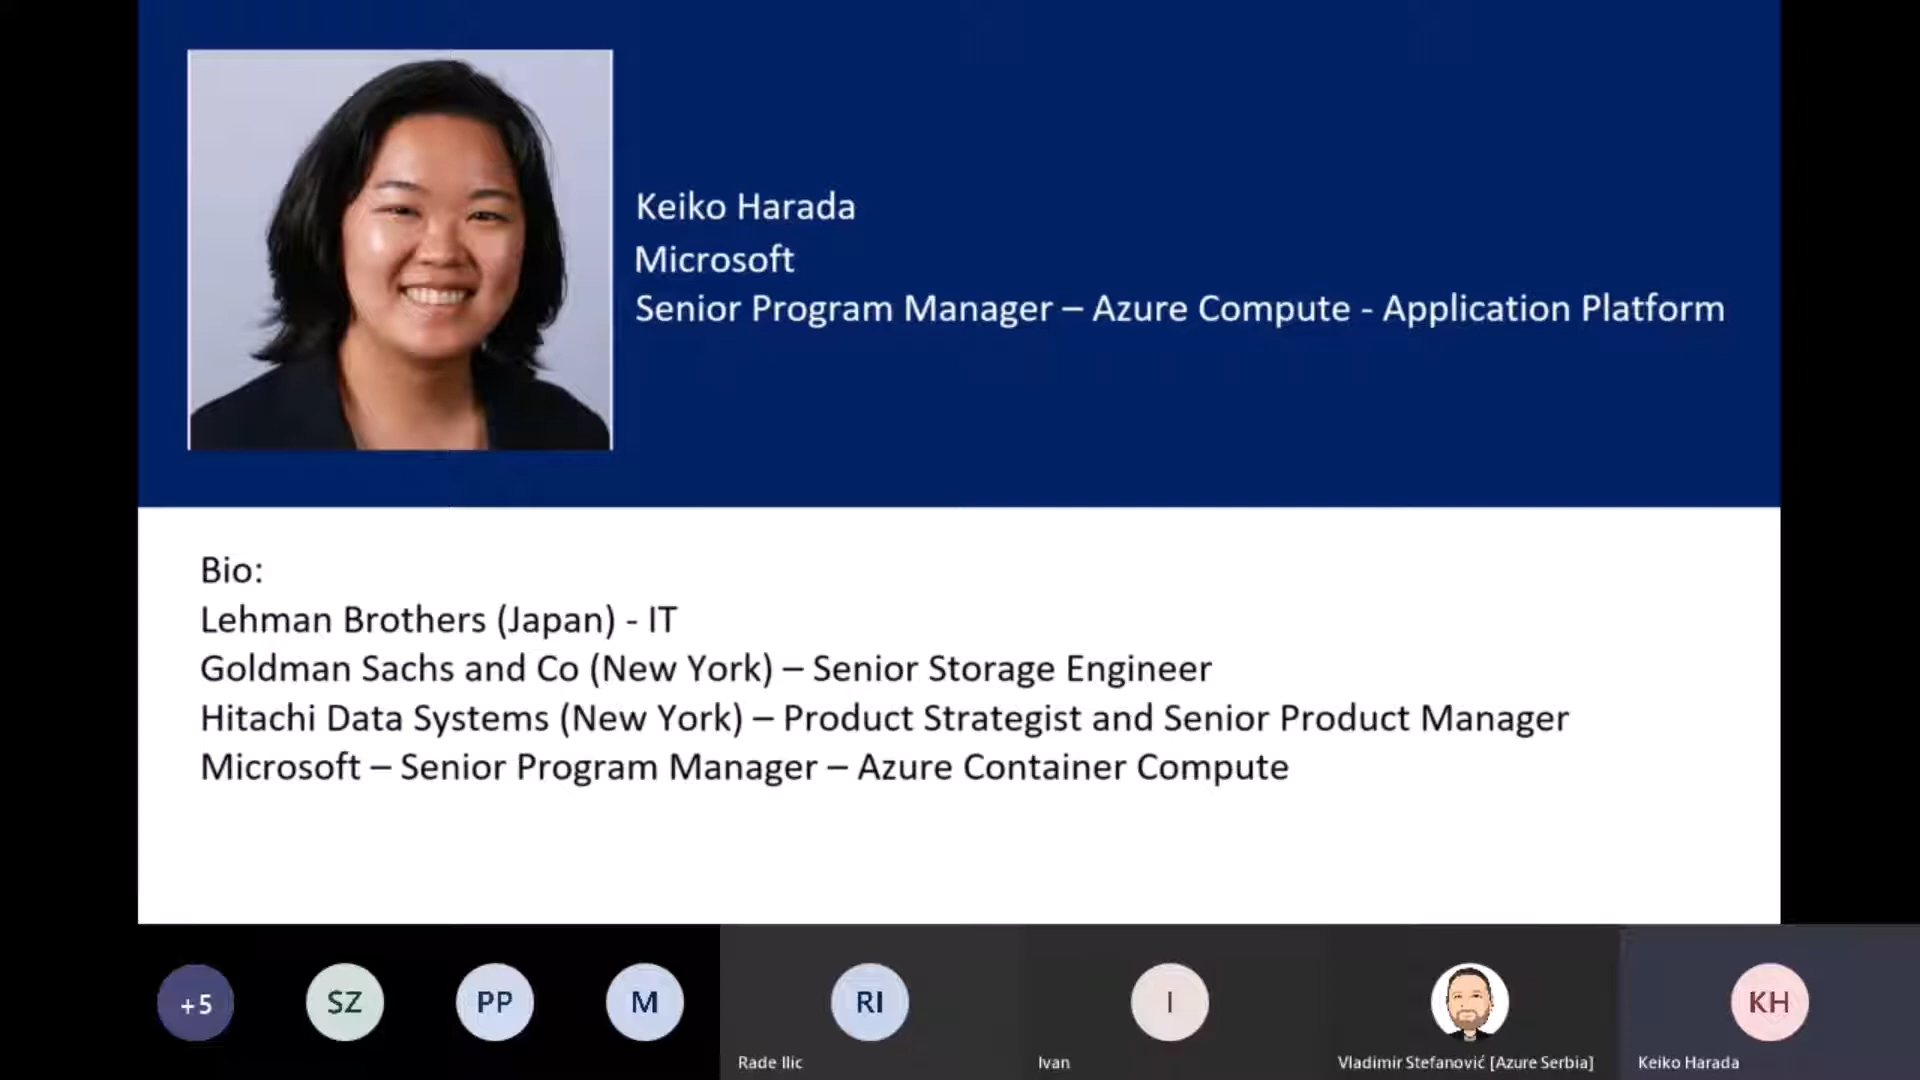 Keiko Harada
Microsoft
Senior Program Manager – Azure Compute - Application Platform
Bio:
Lehman Brothers (Japan) - IT
Goldman Sachs and Co (New York) – Senior Storage Engineer
Hitachi Data Systems (New York) – Product Strategist and Senior Product Manager
Microsoft – Senior Program Manager – Azure Container Compute
+5
SZ
PP
M
RI
I
KH
Rade Ilic
Ivan
Vladimir Stefanović [Azure Serbia]
Keiko Harada